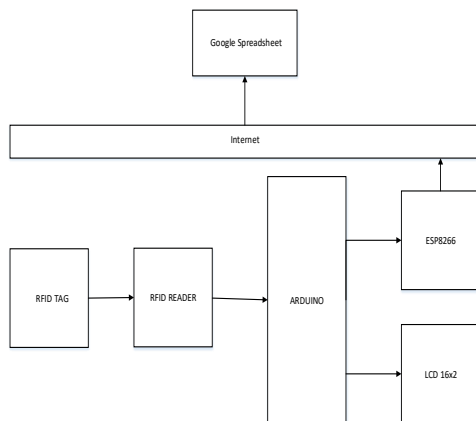 Google Spreadsheet
Internet
ESP8266
RFID TAG
RFID READER
ARDUINO
LCD 16x2